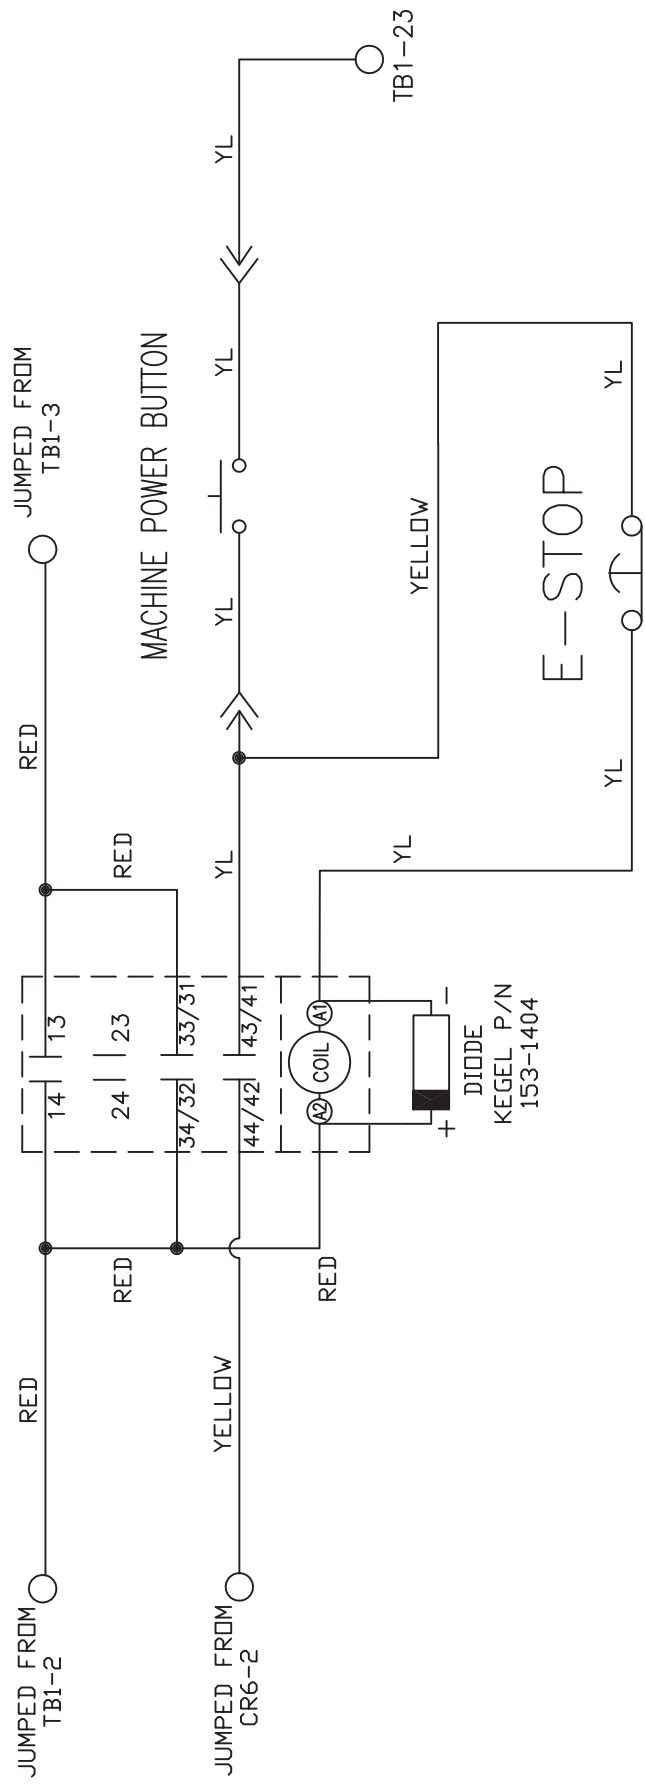 JUMPED FROM
TB1-2
RED
RED
14
13
RED
RED
JUMPED FROM
TB1-3
24
23
34/32
33/31
MACHINE POWER BUTTON
JUMPED FROM
CR6-2
YELLOW
44/42
43/41
YL
YL
YL
YL
TB1-23
RED
A2
COIL
A1
YL
YELLOW
+
-
DIODE
KEGEL P/N
153-1404
E-STOP
YL
YL